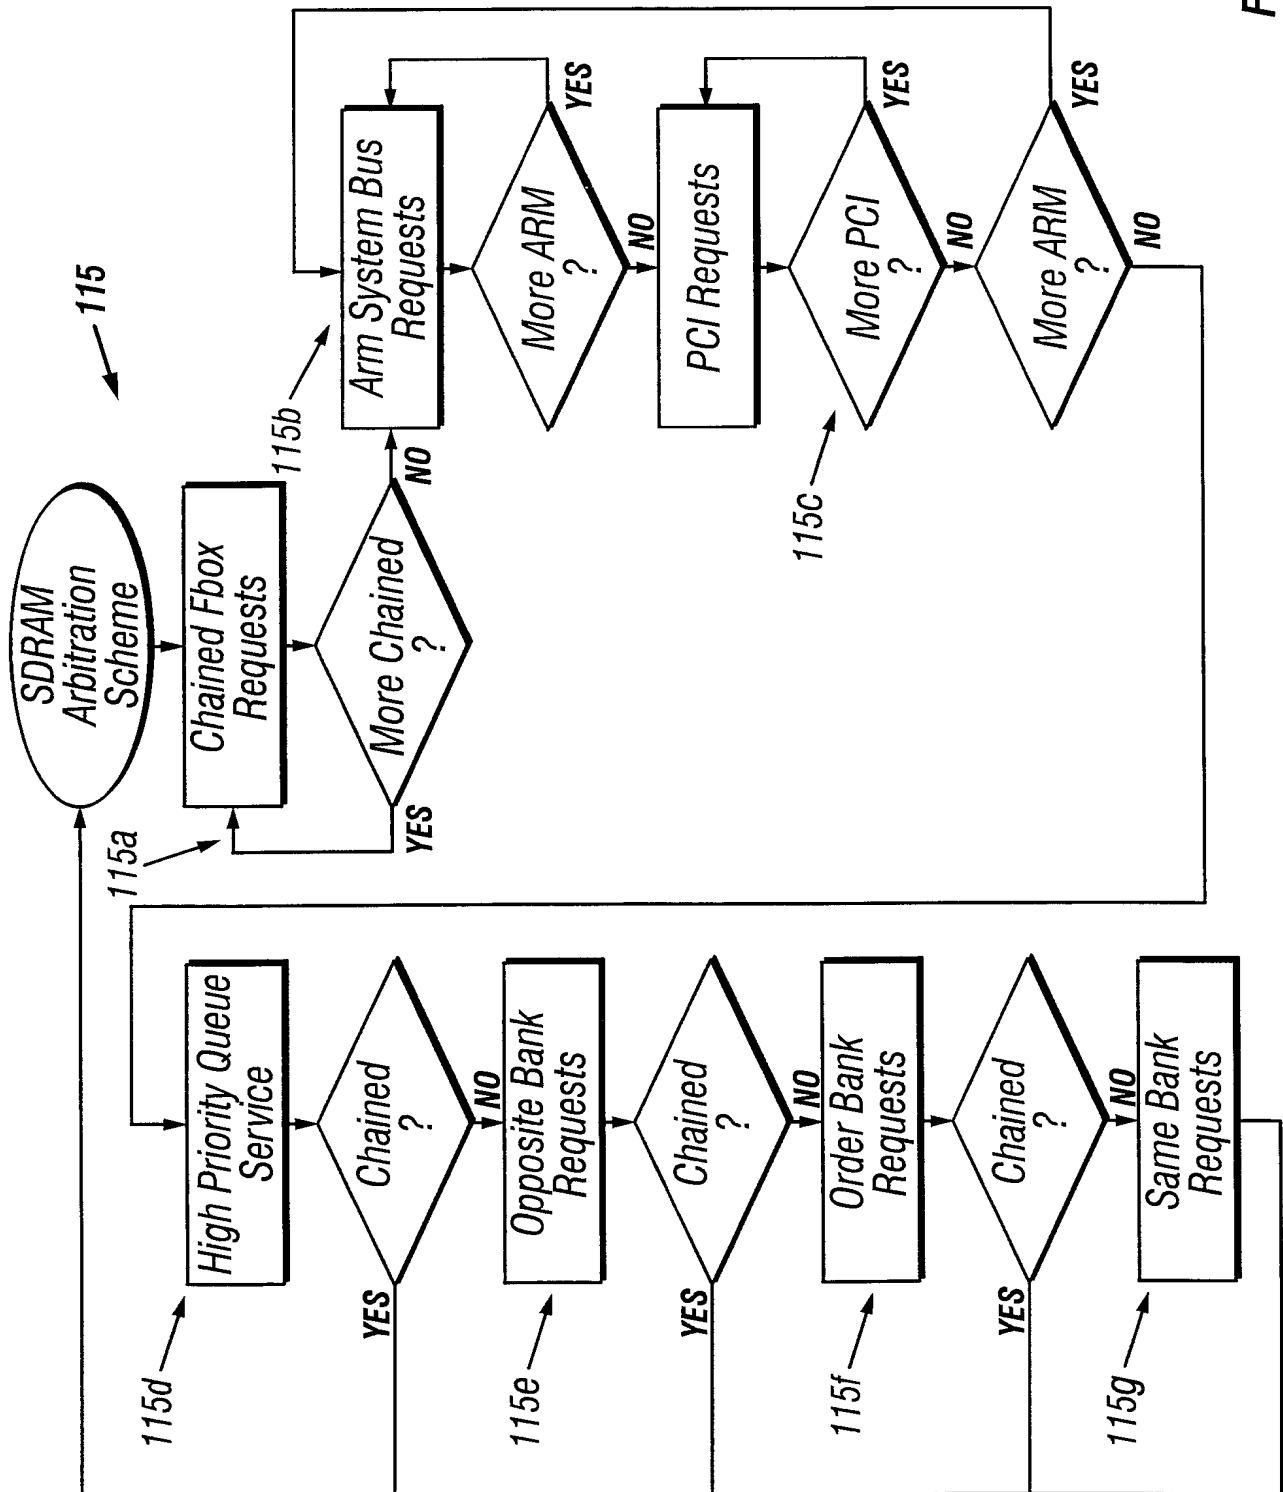 SDRAM
Arbitration
Scheme
115
Chained Fbox
Requests
115a
More Chained
?
YES
NO
115b
Arm System Bus
Requests
More ARM
?
YES
NO
PCI Requests
More PCI
?
YES
NO
115c
More ARM
?
YES
NO
High Priority Queue
Service
115d
Chained
?
YES
NO
Opposite Bank
Requests
115e
Chained
?
YES
NO
Order Bank
Requests
115f
Chained
?
YES
NO
Same Bank
Requests
115g